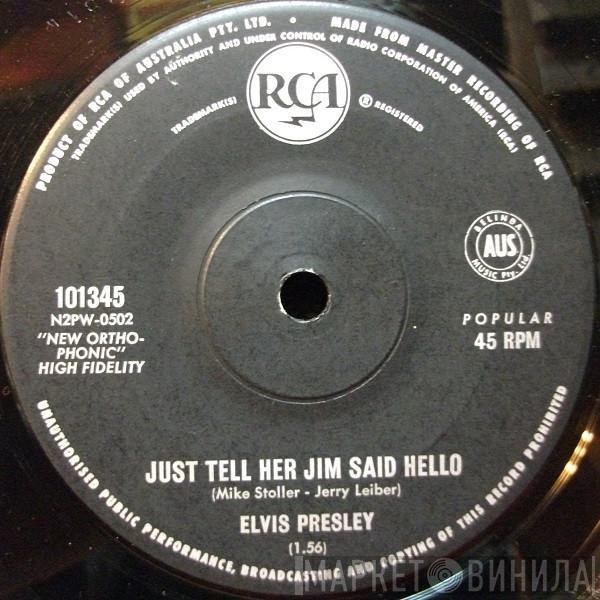 PRODUCT OF RCA OF AUSTRALIA PTY. LTD. • MADE FROM MASTER RECORDING OF RCA
TRADEMARK(S) USED BY AUTHORITY AND UNDER CONTROL OF RADIO CORPORATION OF AMERICA (RCA)
TRADEMARK(S) RCA ® REGISTERED
BELINDA
AUS
MUSIC Pty. Ltd.
101345
N2PW-0502
"NEW ORTHO-
PHONIC"
HIGH FIDELITY
POPULAR
45 RPM
JUST TELL HER JIM SAID HELLO
(Mike Stoller - Jerry Leiber)
ELVIS PRESLEY
(1.56)
UNAUTHORISED PUBLIC PERFORMANCE, BROADCASTING AND COPYING OF THIS RECORD PROHIBITED
МАРКЕТ ВИНИЛА